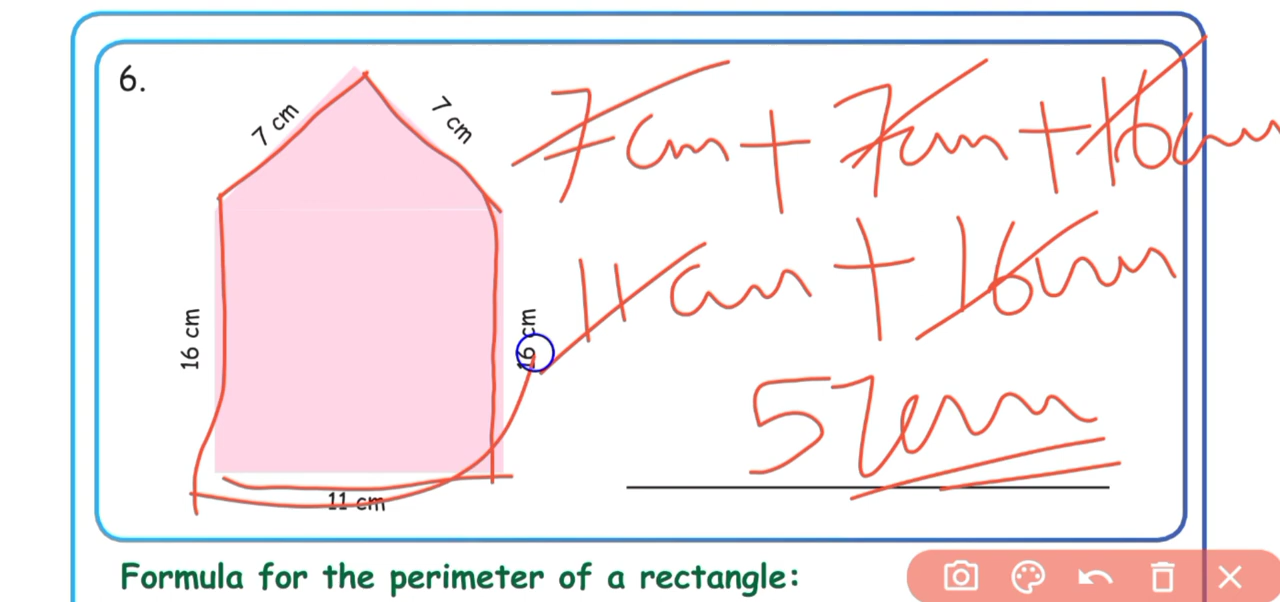 6.
7 cm
7 cm
7cm + 7cm + 16cm
16 cm
16 cm
11cm + 16cm
57cm
11 cm
Formula for the perimeter of a rectangle: